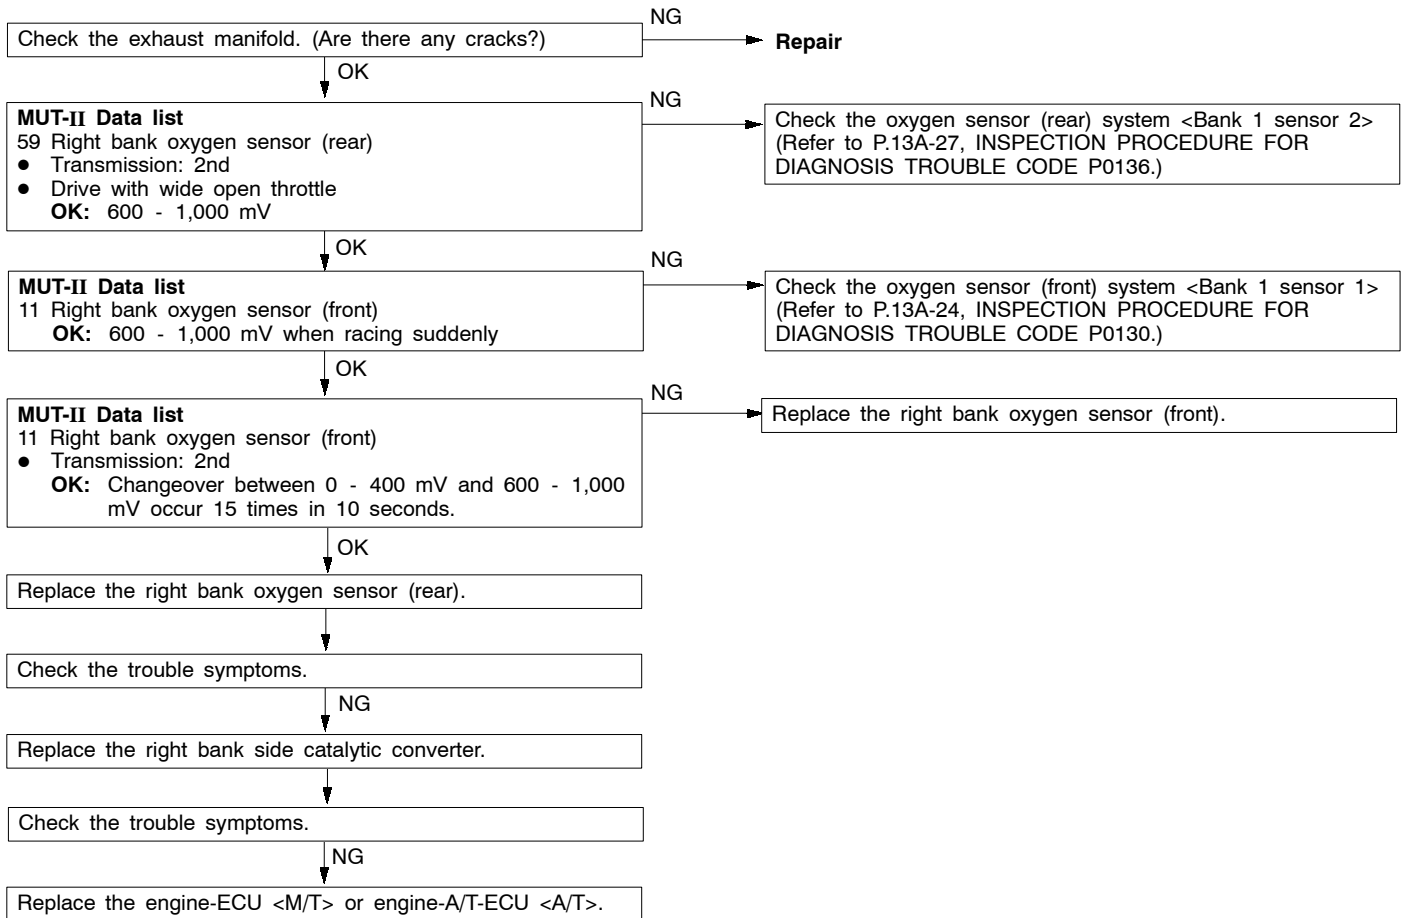 Check the exhaust manifold. (Are there any cracks?)
NG
Repair
OK
MUT-II Data list
59 Right bank oxygen sensor (rear)
● Transmission: 2nd
● Drive with wide open throttle
OK: 600 - 1,000 mV
NG
Check the oxygen sensor (rear) system <Bank 1 sensor 2>
(Refer to P.13A-27, INSPECTION PROCEDURE FOR
DIAGNOSIS TROUBLE CODE P0136.)
OK
MUT-II Data list
11 Right bank oxygen sensor (front)
OK: 600 - 1,000 mV when racing suddenly
NG
Check the oxygen sensor (front) system <Bank 1 sensor 1>
(Refer to P.13A-24, INSPECTION PROCEDURE FOR
DIAGNOSIS TROUBLE CODE P0130.)
OK
MUT-II Data list
11 Right bank oxygen sensor (front)
● Transmission: 2nd
OK: Changeover between 0 - 400 mV and 600 - 1,000
mV occur 15 times in 10 seconds.
NG
Replace the right bank oxygen sensor (front).
OK
Replace the right bank oxygen sensor (rear).
Check the trouble symptoms.
NG
Replace the right bank side catalytic converter.
Check the trouble symptoms.
NG
Replace the engine-ECU <M/T> or engine-A/T-ECU <A/T>.